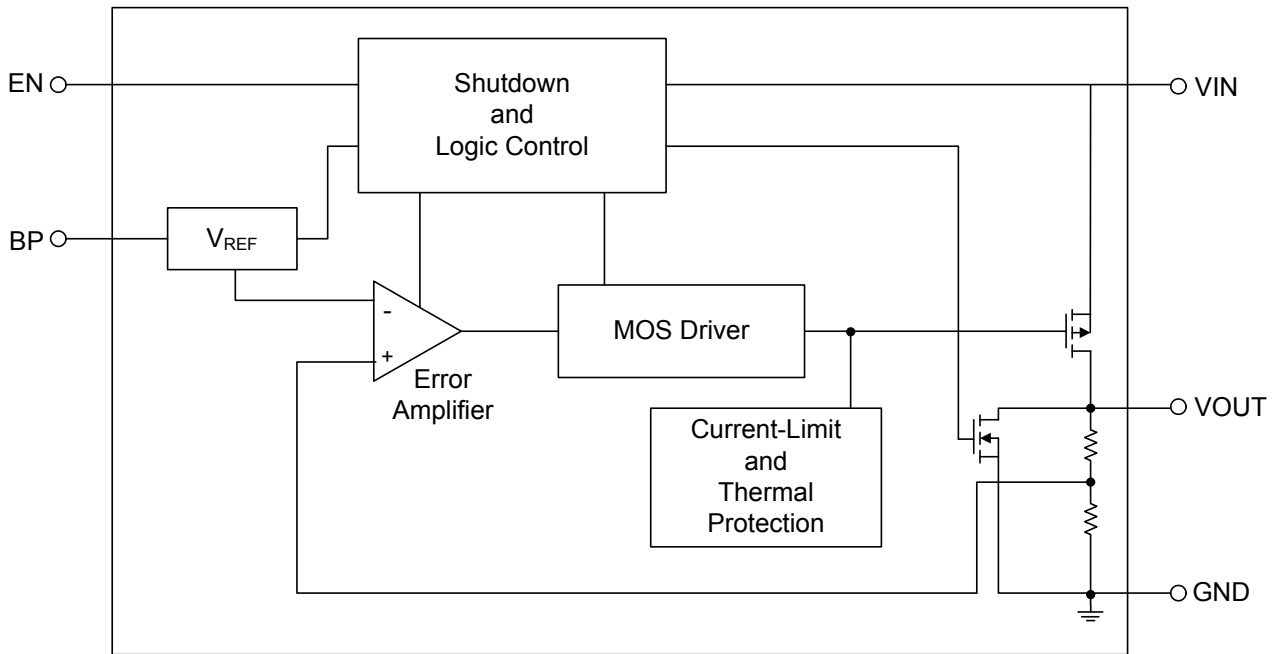 EN
Shutdown
and
Logic Control
VIN
BP
VREF
-
+
Error
Amplifier
MOS Driver
Current-Limit
and
Thermal
Protection
VOUT
GND